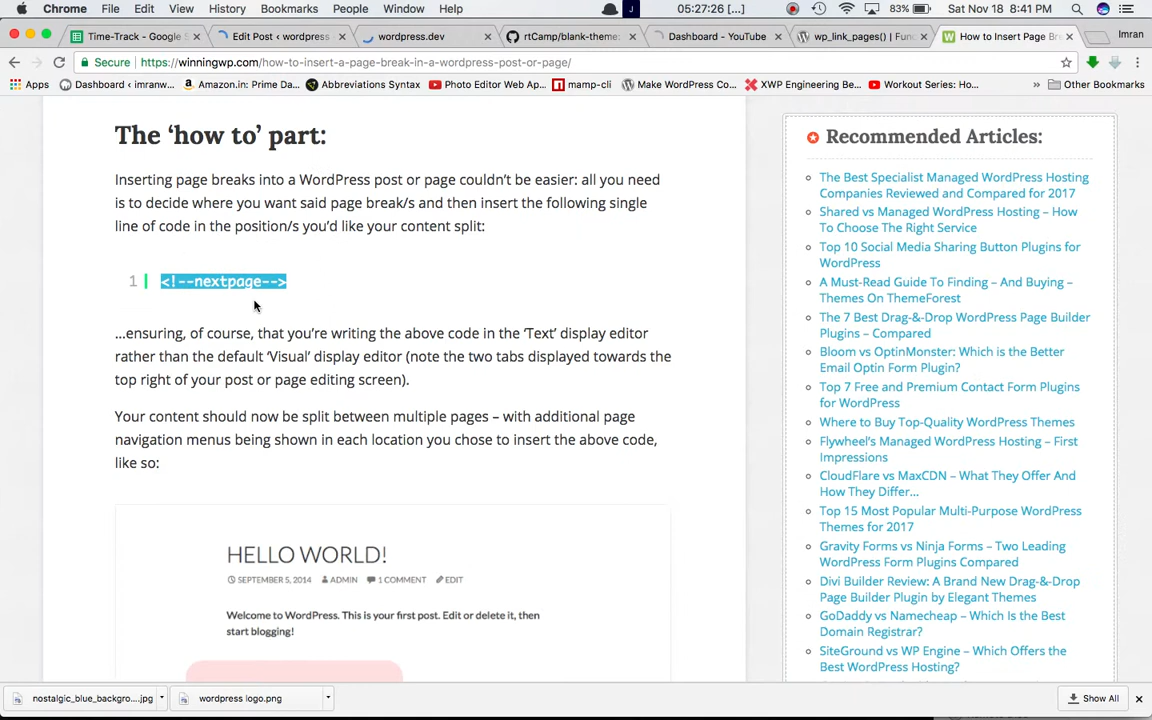 Chrome File Edit View History Bookmarks People Window Help 05:27:26 [...] 83% Sat Nov 18 8:41 PM
Time-Track - Google S Edit Post ‹ wordpress wordpress.dev rtCamp/blank-theme Dashboard - YouTube wp_link_pages() | Func How to Insert Page Bre Imran
Secure https://winningwp.com/how-to-insert-a-page-break-in-a-wordpress-post-or-page/
Apps Dashboard ‹ imranw... Amazon.in: Prime Da... Abbreviations Syntax Photo Editor Web Ap... mamp-cli Make WordPress Co... XWP Engineering Be... Workout Series: Ho... » Other Bookmarks
The ‘how to’ part:
Inserting page breaks into a WordPress post or page couldn’t be easier: all you need
is to decide where you want said page break/s and then insert the following single
line of code in the position/s you’d like your content split:
1 <!--nextpage-->
…ensuring, of course, that you’re writing the above code in the ‘Text’ display editor
rather than the default ‘Visual’ display editor (note the two tabs displayed towards the
top right of your post or page editing screen).
Your content should now be split between multiple pages – with additional page
navigation menus being shown in each location you chose to insert the above code,
like so:
HELLO WORLD!
SEPTEMBER 5, 2014 ADMIN 1 COMMENT EDIT
Welcome to WordPress. This is your first post. Edit or delete it, then
start blogging!
Recommended Articles:
The Best Specialist Managed WordPress Hosting
Companies Reviewed and Compared for 2017
Shared vs Managed WordPress Hosting – How
To Choose The Right Service
Top 10 Social Media Sharing Button Plugins for
WordPress
A Must-Read Guide To Finding – And Buying –
Themes On ThemeForest
The 7 Best Drag-&-Drop WordPress Page Builder
Plugins – Compared
Bloom vs OptinMonster: Which is the Better
Email Optin Form Plugin?
Top 7 Free and Premium Contact Form Plugins
for WordPress
Where to Buy Top-Quality WordPress Themes
Flywheel’s Managed WordPress Hosting – First
Impressions
CloudFlare vs MaxCDN – What They Offer And
How They Differ…
Top 15 Most Popular Multi-Purpose WordPress
Themes for 2017
Gravity Forms vs Ninja Forms – Two Leading
WordPress Form Plugins Compared
Divi Builder Review: A Brand New Drag-&-Drop
Page Builder Plugin by Elegant Themes
GoDaddy vs Namecheap – Which Is the Best
Domain Registrar?
SiteGround vs WP Engine – Which Offers the
Best WordPress Hosting?
nostalgic_blue_backgro....jpg wordpress logo.png Show All